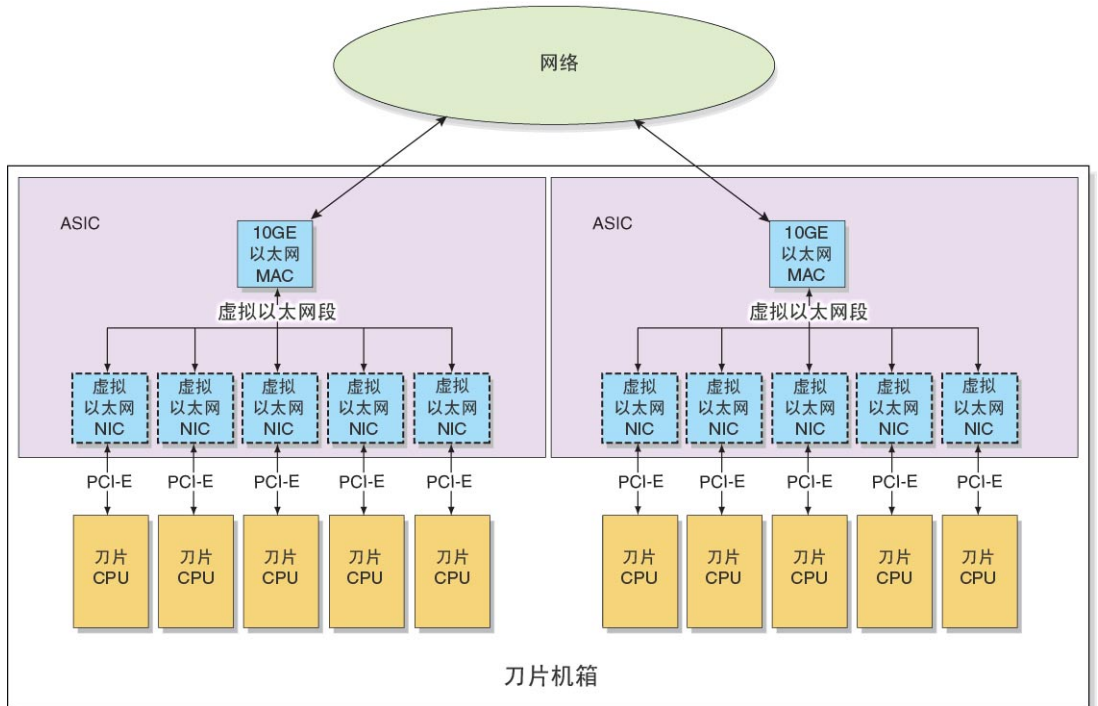 网络
ASIC
ASIC
10GE
以太网
MAC
10GE
以太网
MAC
虚拟以太网段
虚拟以太网段
虚拟
以太网
NIC
虚拟
以太网
NIC
虚拟
以太网
NIC
虚拟
以太网
NIC
虚拟
以太网
NIC
虚拟
以太网
NIC
虚拟
以太网
NIC
虚拟
以太网
NIC
虚拟
以太网
NIC
虚拟
以太网
NIC
PCI-E
PCI-E
PCI-E
PCI-E
PCI-E
PCI-E
PCI-E
PCI-E
PCI-E
PCI-E
刀片
CPU
刀片
CPU
刀片
CPU
刀片
CPU
刀片
CPU
刀片
CPU
刀片
CPU
刀片
CPU
刀片
CPU
刀片
CPU
刀片机箱